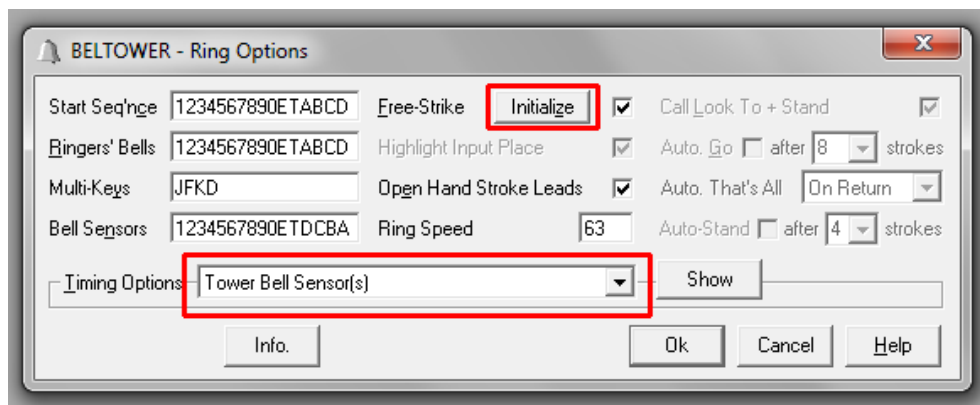 BELTOWER - Ring Options
Start Seq'nce 1234567890ETABCD Free-Strike Initialize Call Look To + Stand
Ringers' Bells 1234567890ETABCD Highlight Input Place Auto. Go after 8 strokes
Multi-Keys JFKD Open Hand Stroke Leads Auto. That's All On Return
Bell Sensors 1234567890ETDCBA Ring Speed 63 Auto-Stand after 4 strokes
Timing Options Tower Bell Sensor(s) Show
Info. Ok Cancel Help